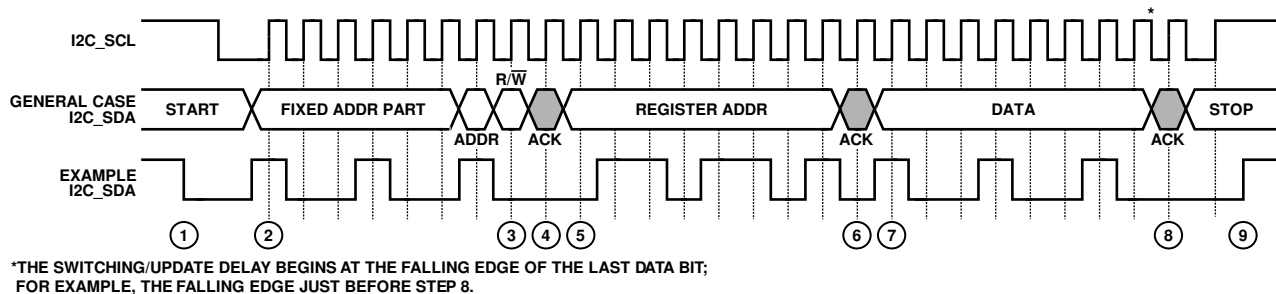 *
I2C_SCL
R/W
GENERAL CASE
I2C_SDA
START
FIXED ADDR PART
REGISTER ADDR
DATA
STOP
ADDR
ACK
ACK
ACK
EXAMPLE
I2C_SDA
1
2
3
4
5
6
7
8
9
*THE SWITCHING/UPDATE DELAY BEGINS AT THE FALLING EDGE OF THE LAST DATA BIT;
FOR EXAMPLE, THE FALLING EDGE JUST BEFORE STEP 8.